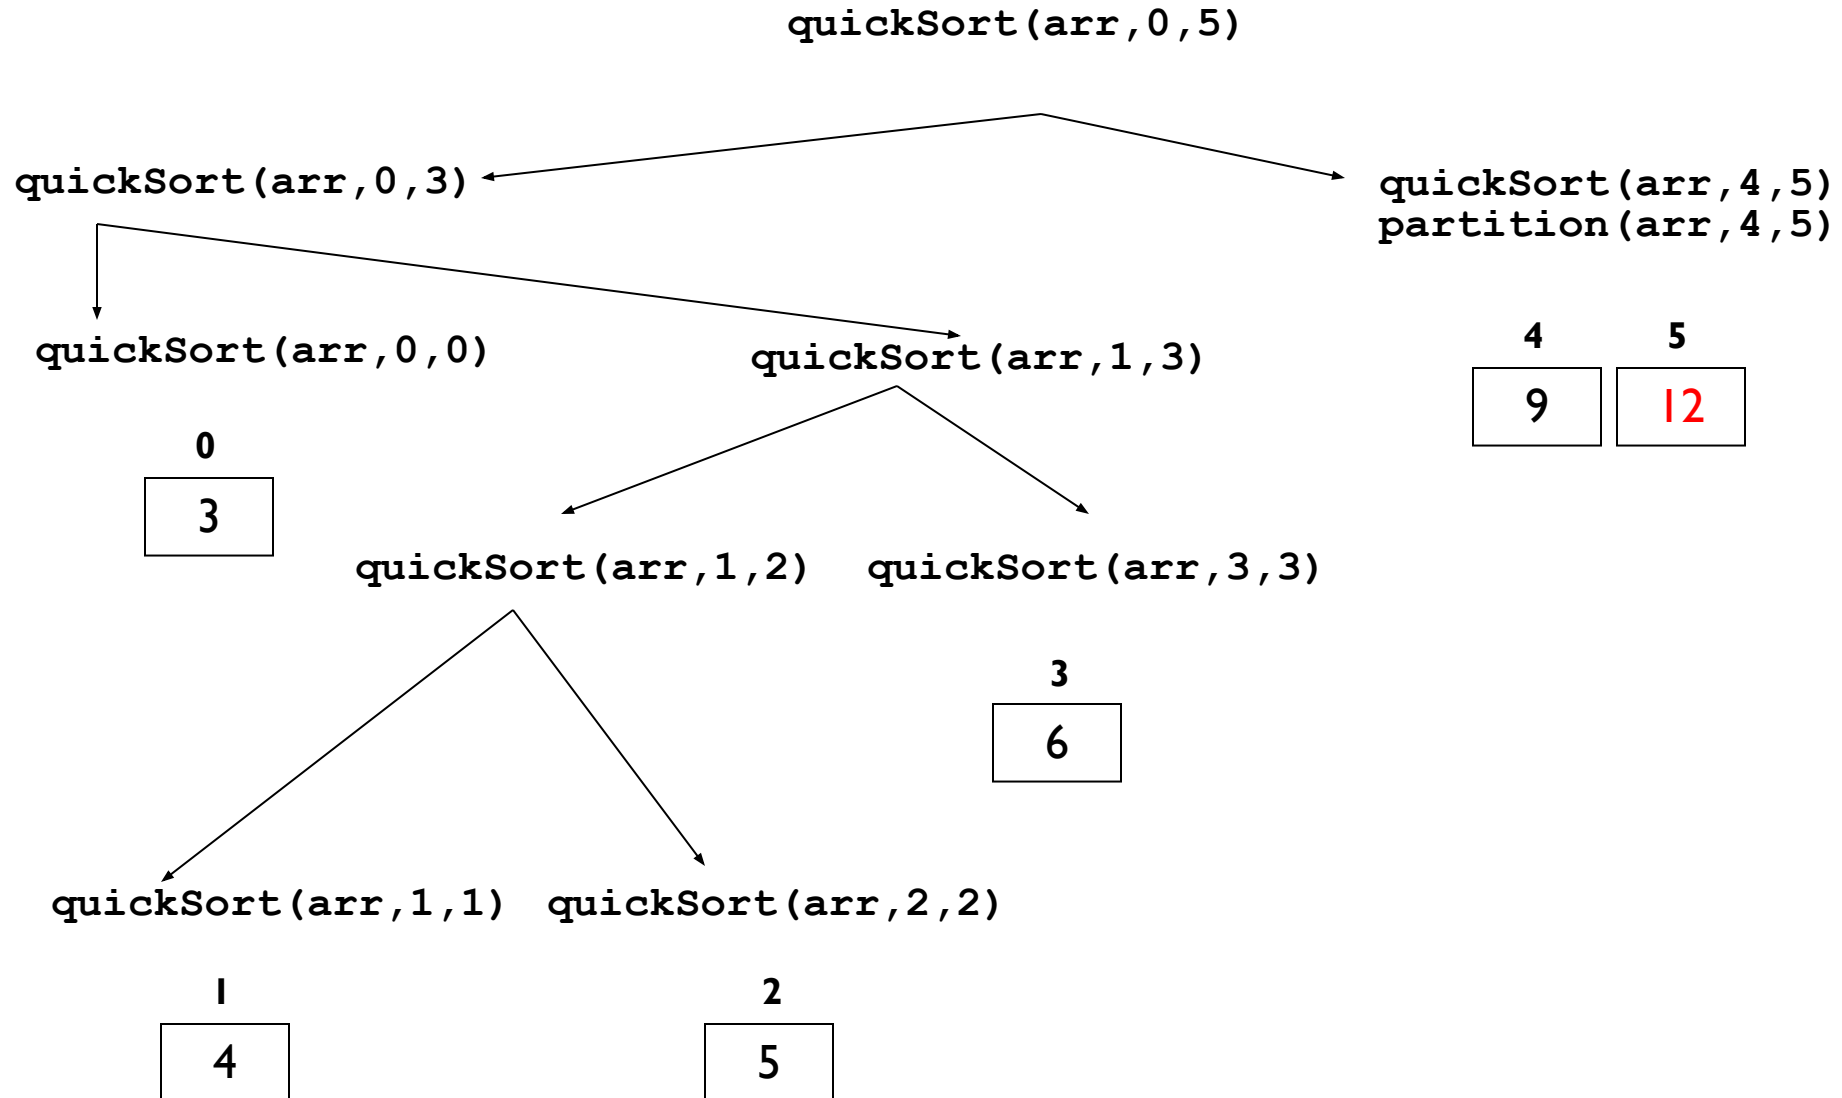 quickSort(arr,0,5)
quickSort(arr,0,3)
quickSort(arr,4,5)
partition(arr,4,5)
quickSort(arr,0,0)
quickSort(arr,1,3)
4 5
9 12
0
3
quickSort(arr,1,2)
quickSort(arr,3,3)
3
6
quickSort(arr,1,1)
quickSort(arr,2,2)
1
4
2
5